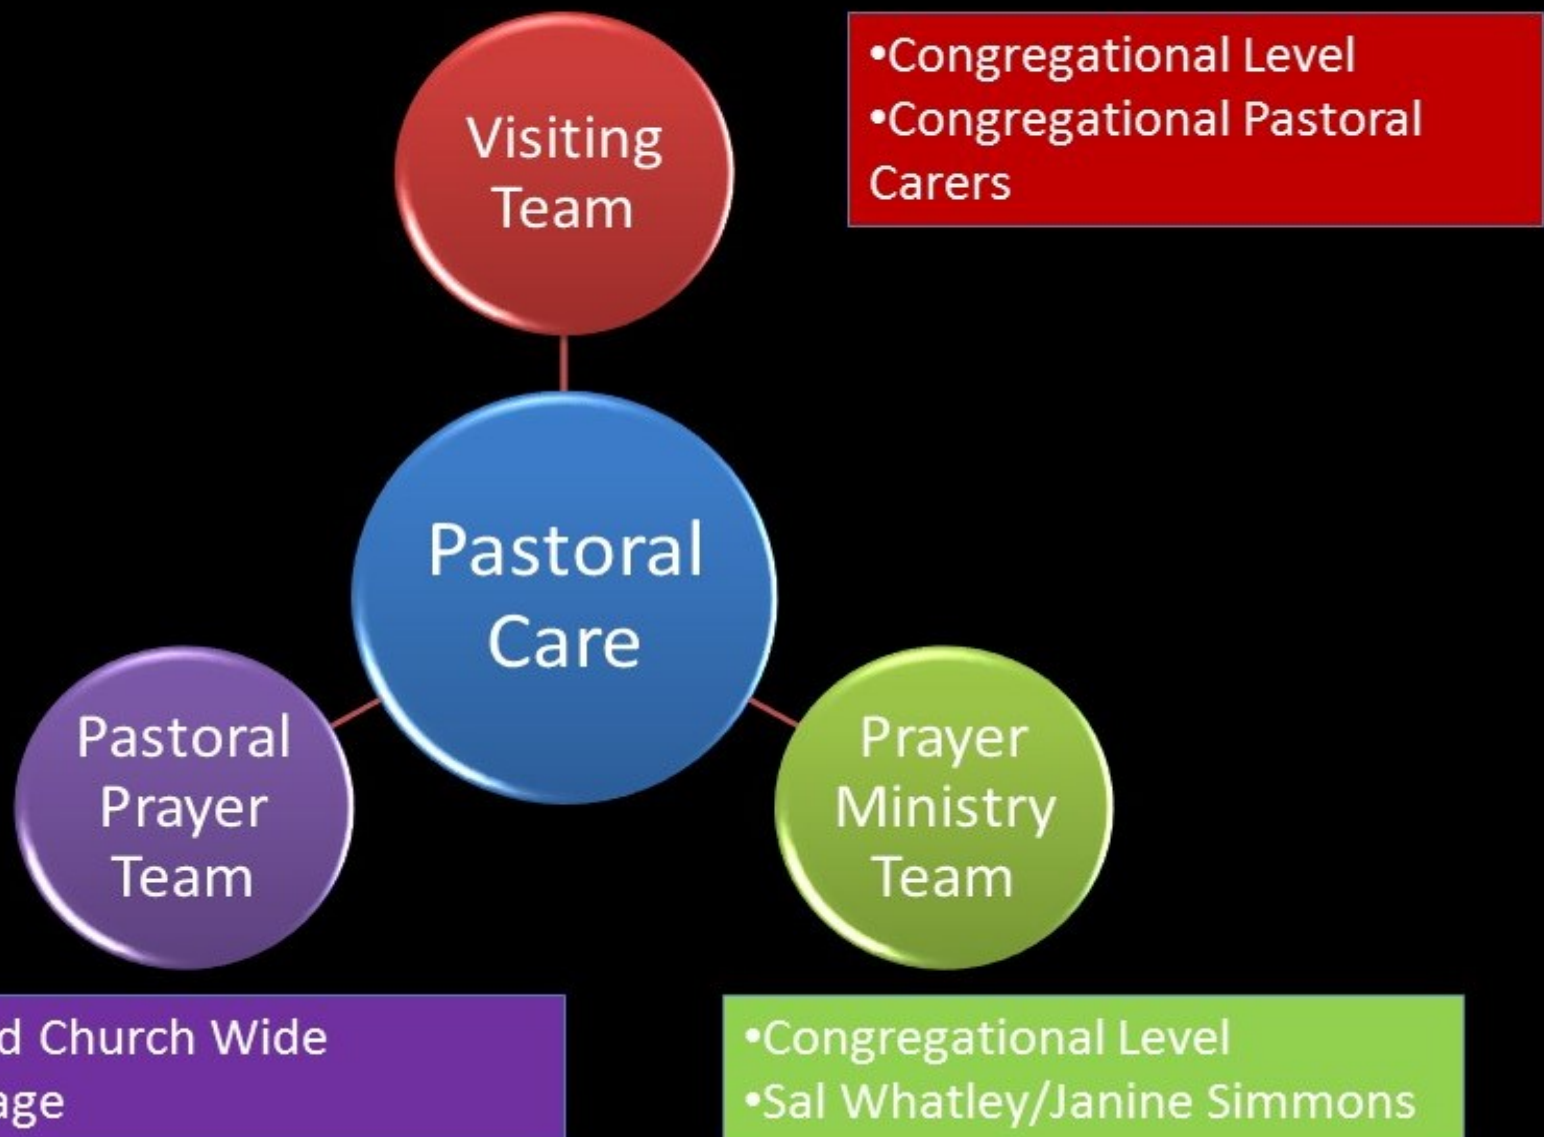 Visiting
Team
•Congregational Level
•Congregational Pastoral
Carers
Pastoral
Care
Pastoral
Prayer
Team
Prayer
Ministry
Team
Church Wide
•Congregational Level
•Sal Whatley/Janine Simmons